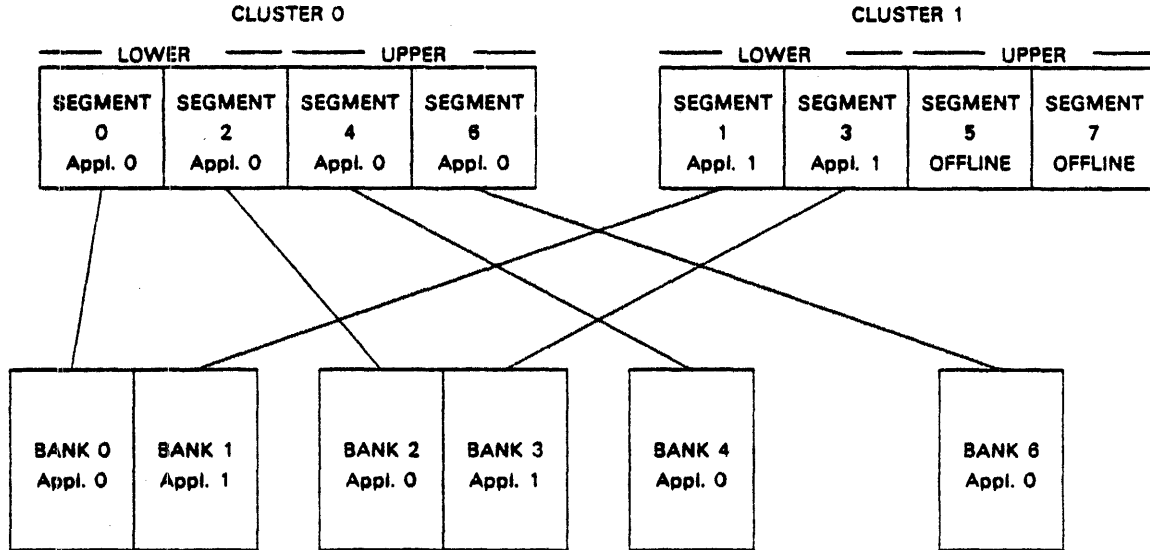 CLUSTER 0
CLUSTER 1
LOWER
UPPER
LOWER
UPPER
SEGMENT
0
Appl. 0
SEGMENT
2
Appl. 0
SEGMENT
4
Appl. 0
SEGMENT
6
Appl. 0
SEGMENT
1
Appl. 1
SEGMENT
3
Appl. 1
SEGMENT
5
OFFLINE
SEGMENT
7
OFFLINE
BANK 0
Appl. 0
BANK 1
Appl. 1
BANK 2
Appl. 0
BANK 3
Appl. 1
BANK 4
Appl. 0
BANK 6
Appl. 0